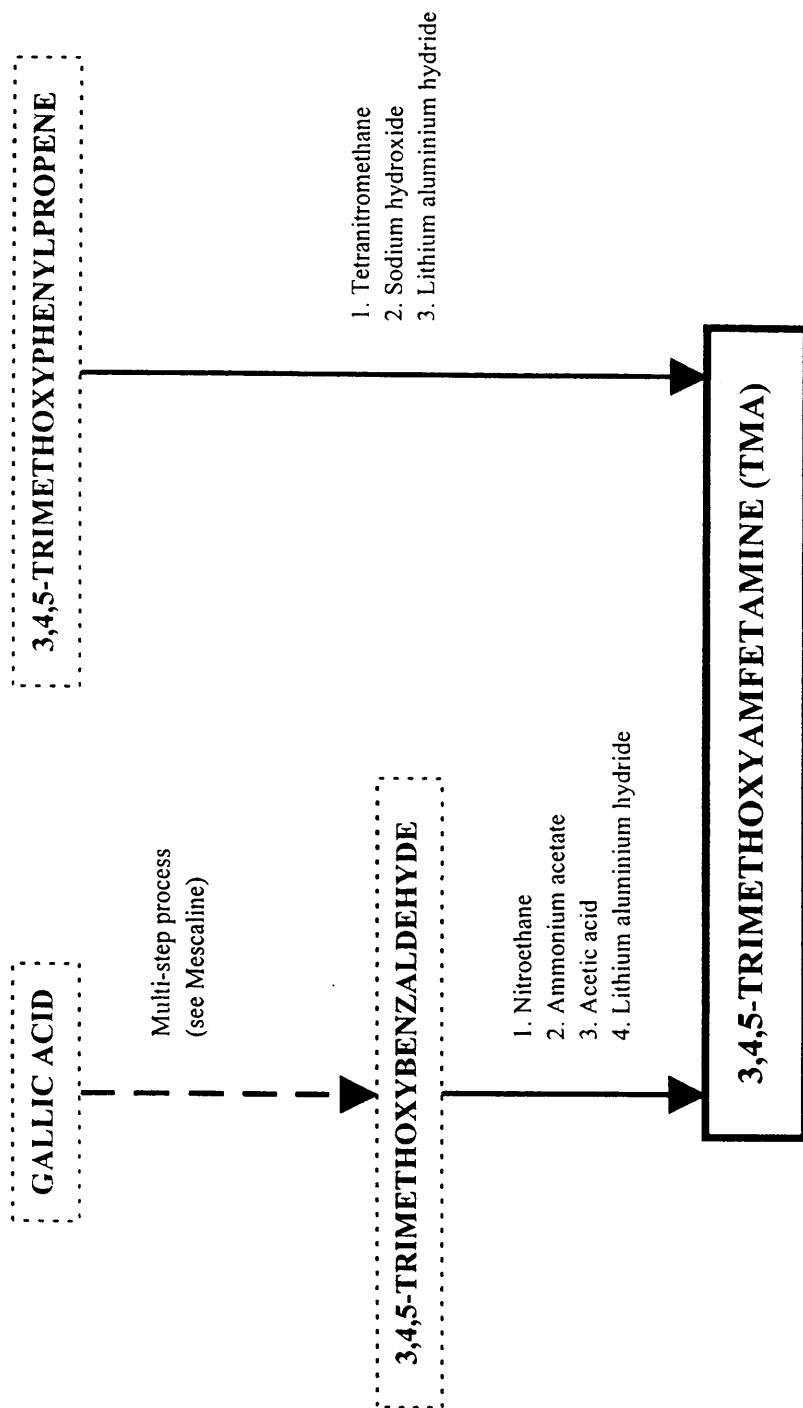 GALLIC ACID
Multi-step process
(see Mescaline)
3,4,5-TRIMETHOXYBENZALDEHYDE
1. Nitroethane
2. Ammonium acetate
3. Acetic acid
4. Lithium aluminium hydride
3,4,5-TRIMETHOXYPHENYLPROPENE
1. Tetranitromethane
2. Sodium hydroxide
3. Lithium aluminium hydride
3,4,5-TRIMETHOXYAMFETAMINE (TMA)